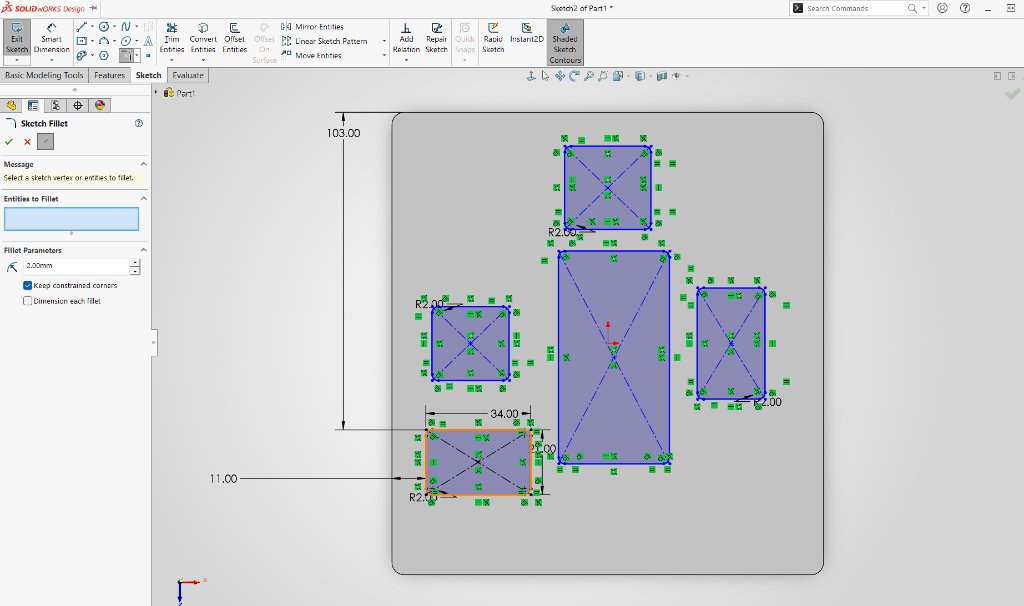 SOLIDWORKS Design
Sketch2 of Part1 *
Search Commands
Exit Sketch
Smart Dimension
Trim Entities
Convert Entities
Offset Entities
Offset On Surface
Mirror Entities
Linear Sketch Pattern
Move Entities
Add Relation
Repair Sketch
Quick Snaps
Rapid Sketch
Instant2D
Shaded Sketch Contours
Basic Modeling Tools
Features
Sketch
Evaluate
Part1
Sketch Fillet
Message
Select a sketch vertex or entities to fillet.
Entities to Fillet
Fillet Parameters
2.00mm
Keep constrained corners
Dimension each fillet
103.00
R2.00
R2.00
R2.00
34.00
21.00
11.00
R2.00